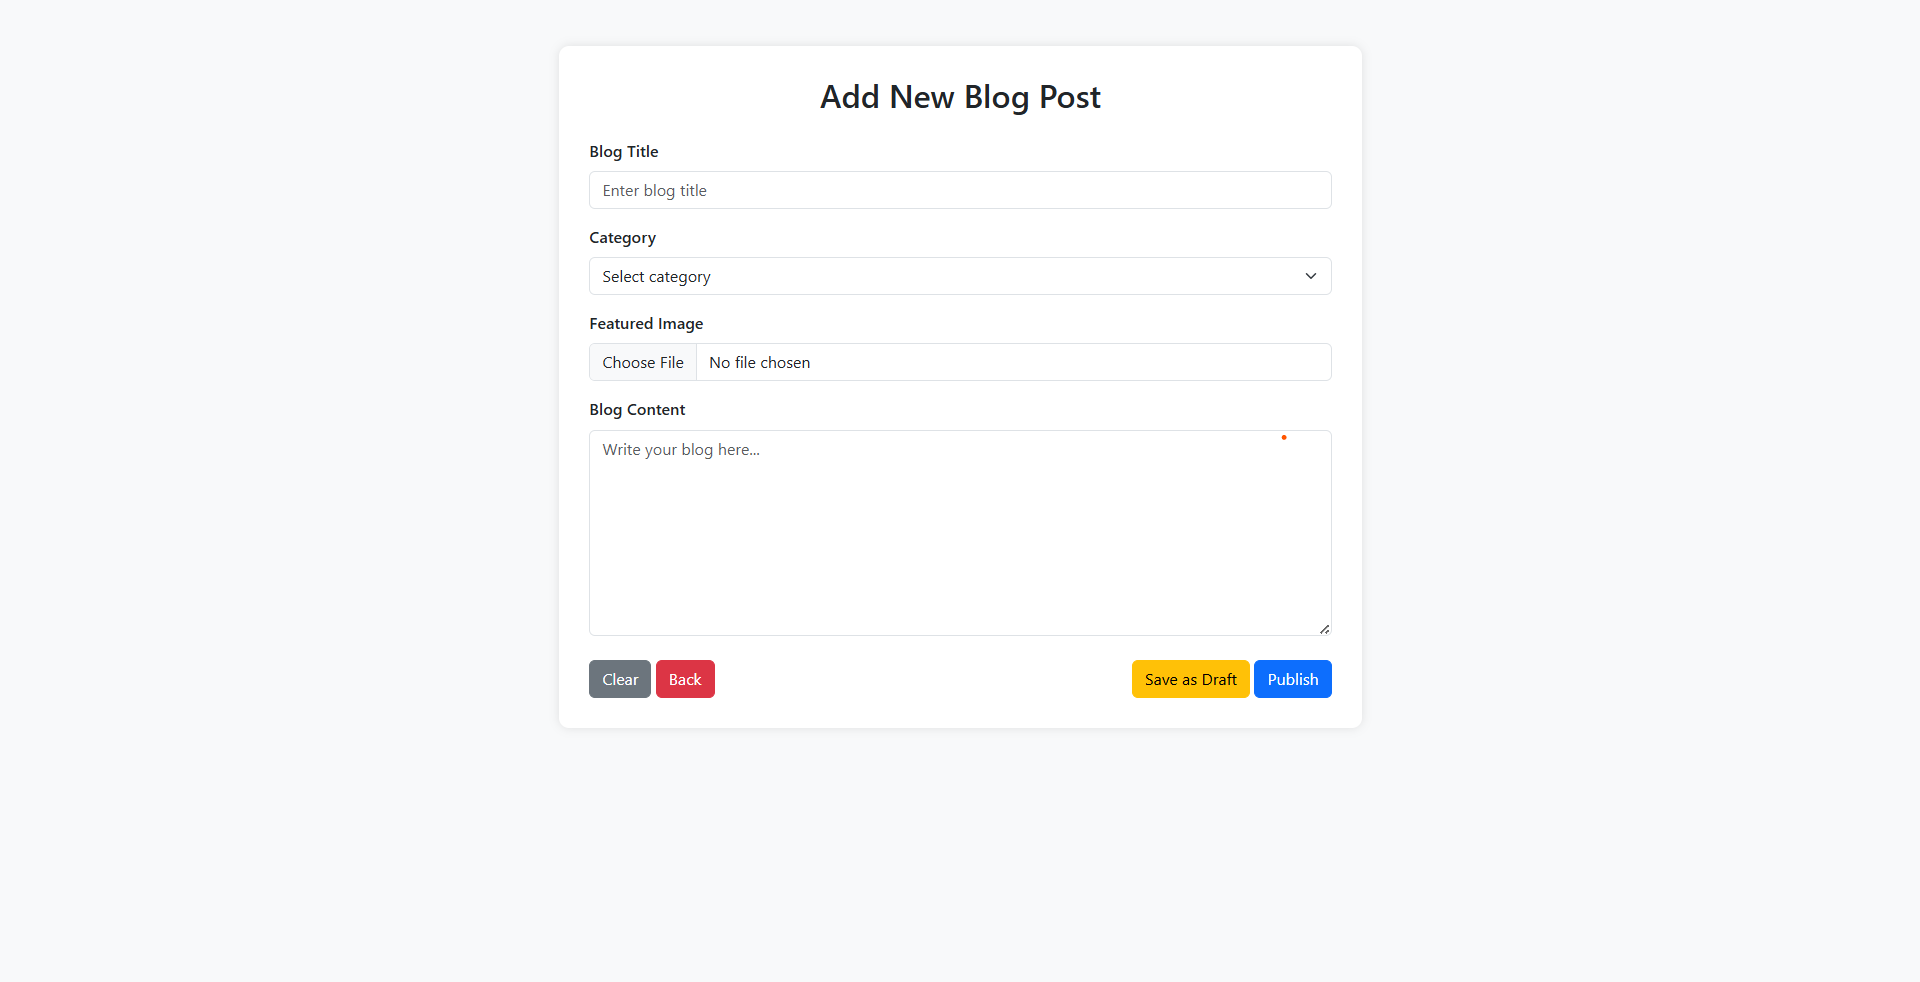 Add New Blog Post
Blog Title
Enter blog title
Category
Select category
Featured Image
Choose File No file chosen
Blog Content
Write your blog here...
Clear Back Save as Draft Publish